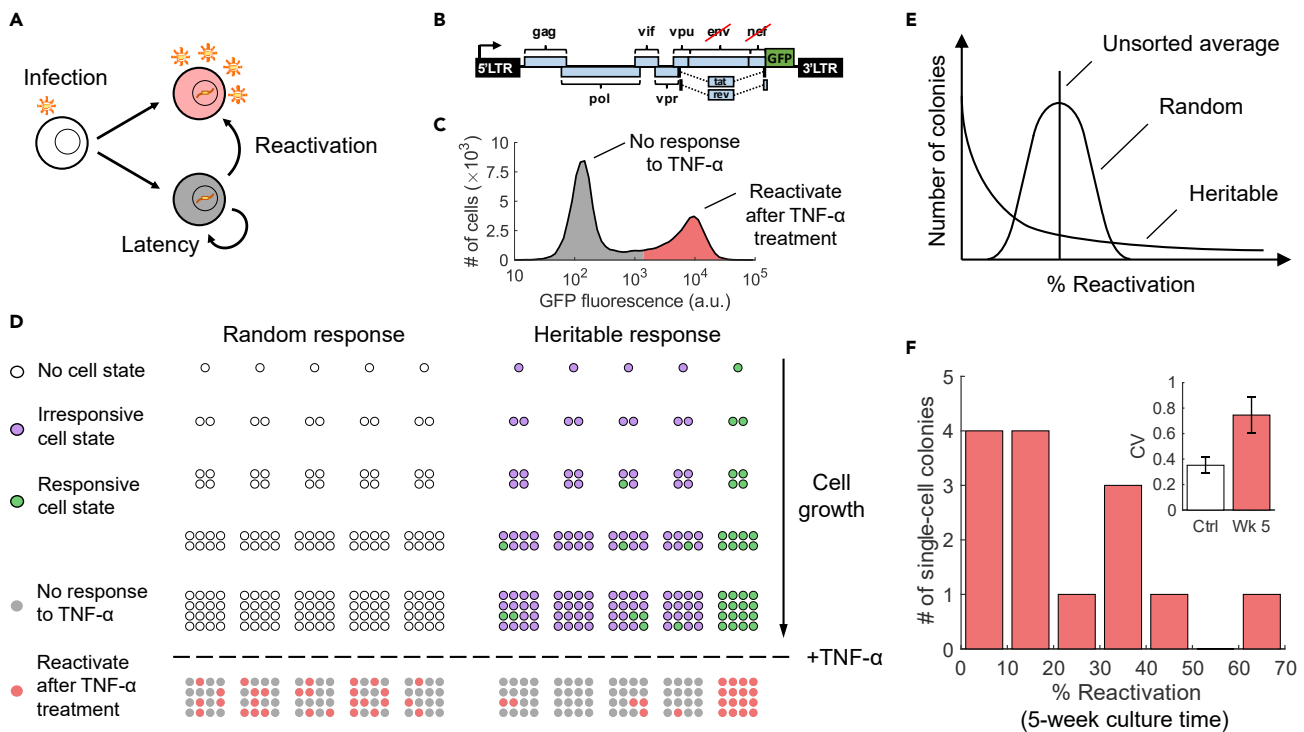 A
Infection
Reactivation
Latency
B
gag
vif
vpu
env
nef
5'LTR
GFP
3'LTR
pol
vpr
tat
rev
C
# of cells (×10³)
10
7.5
5
2.5
0
No response
to TNF-α
Reactivate
after TNF-α
treatment
10
10²
10³
10⁴
10⁵
GFP fluorescence (a.u.)
D
Random response
Heritable response
No cell state
Irresponsive
cell state
Responsive
cell state
Cell
growth
No response
to TNF-α
+TNF-α
Reactivate
after TNF-α
treatment
E
Number of colonies
Unsorted average
Random
Heritable
% Reactivation
F
# of single-cell colonies
5
4
3
2
1
0
CV
1
0.8
0.6
0.4
0.2
0
Ctrl
Wk 5
0
10
20
30
40
50
60
70
% Reactivation
(5-week culture time)